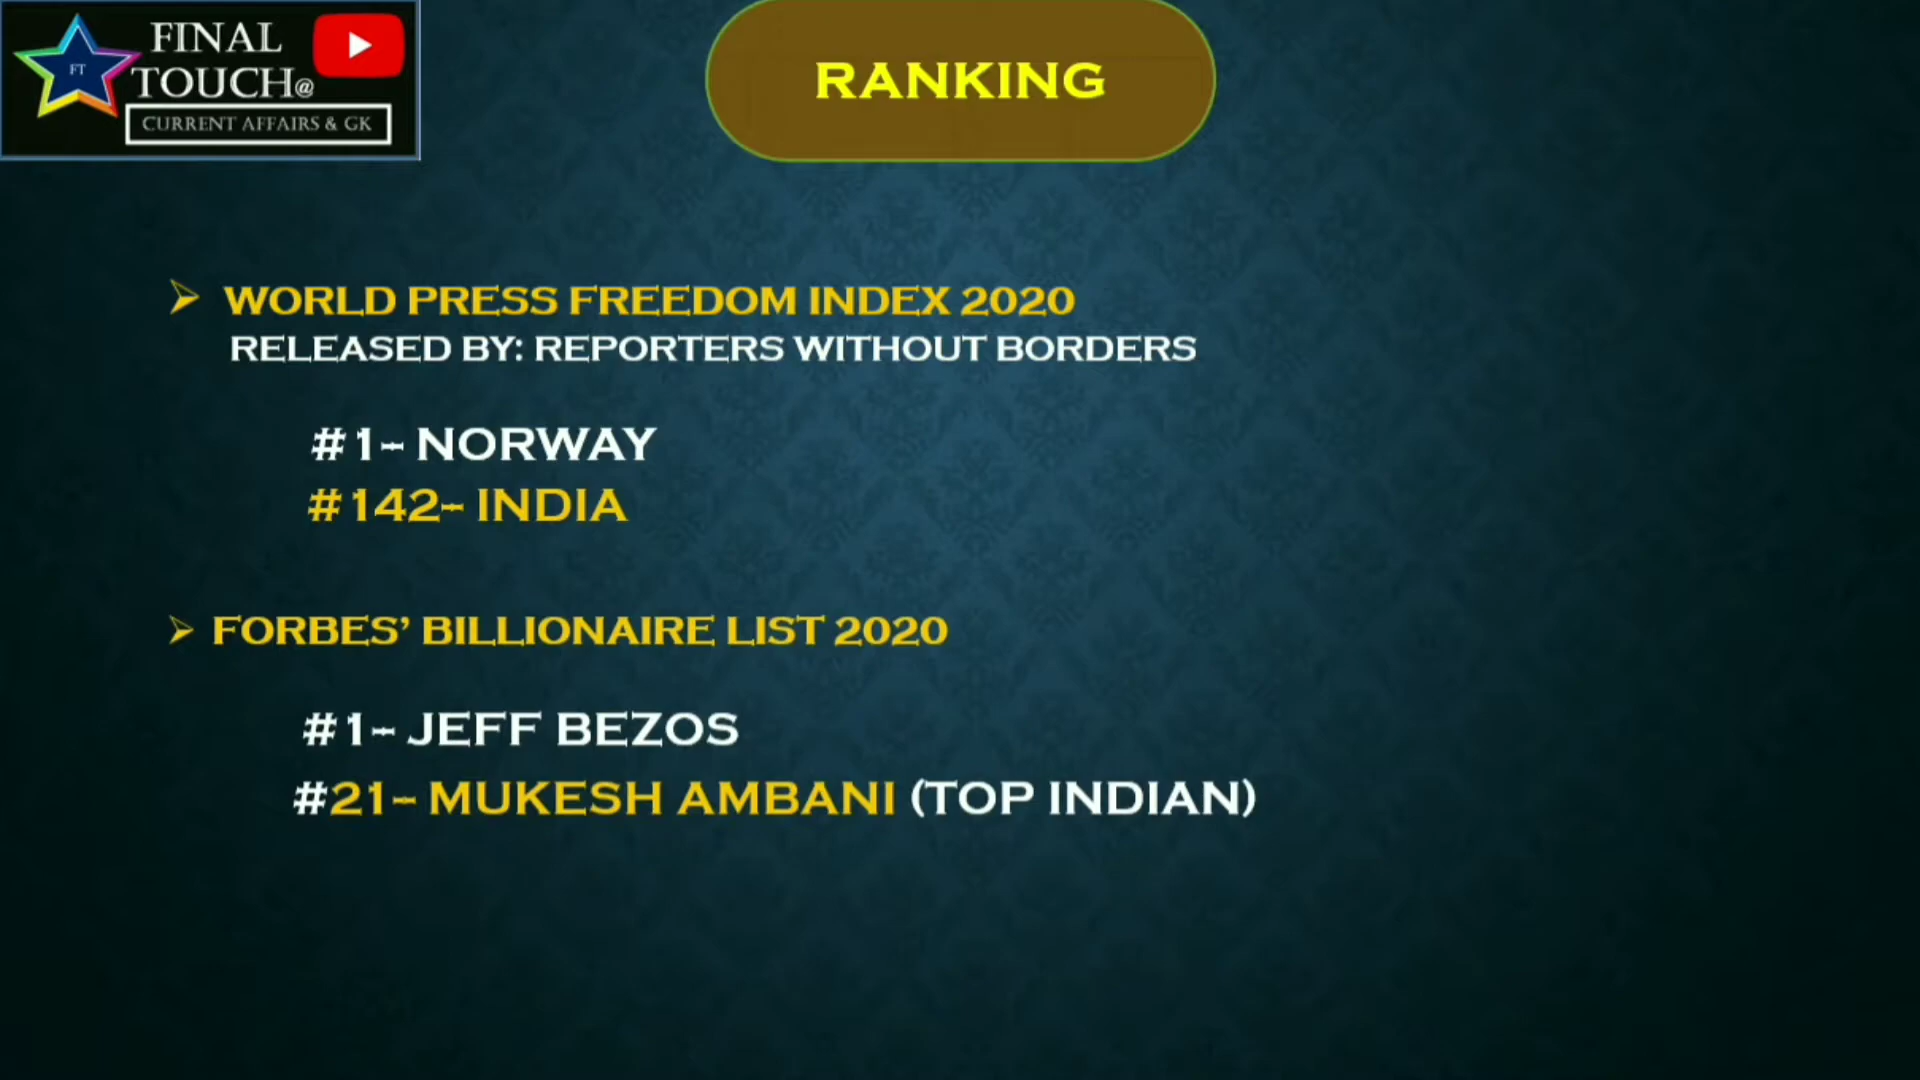 FT
FINAL
TOUCH@
CURRENT AFFAIRS & GK
RANKING
WORLD PRESS FREEDOM INDEX 2020
RELEASED BY: REPORTERS WITHOUT BORDERS
#1- NORWAY
#142- INDIA
FORBES’ BILLIONAIRE LIST 2020
#1- JEFF BEZOS
#21- MUKESH AMBANI (TOP INDIAN)